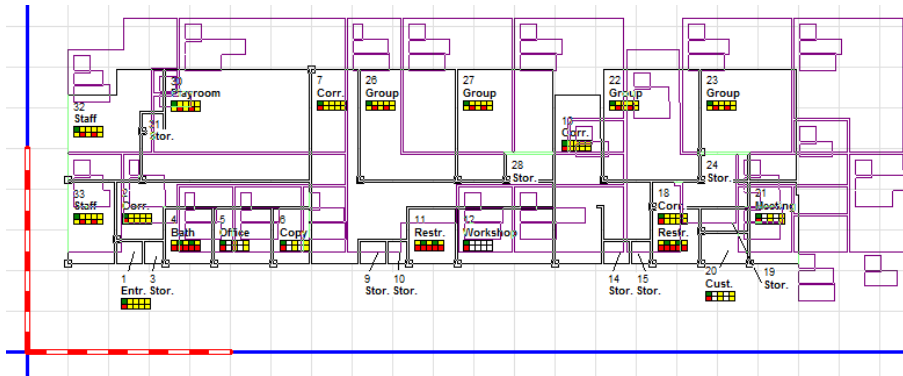 30
Playroom
7
Corr.
26
Group
27
Group
22
Group
23
Group
32
Staff
31
Stor.
10
Corr.
28
Stor.
24
Stor.
33
Staff
Corr.
18
Corr.
21
Meeting
4
Bath
5
Office
6
Copy
11
Restr.
12
Workshop
Restr.
1
Entr.
3
Stor.
9
Stor.
10
Stor.
14
Stor.
15
Stor.
20
Cust.
19
Stor.